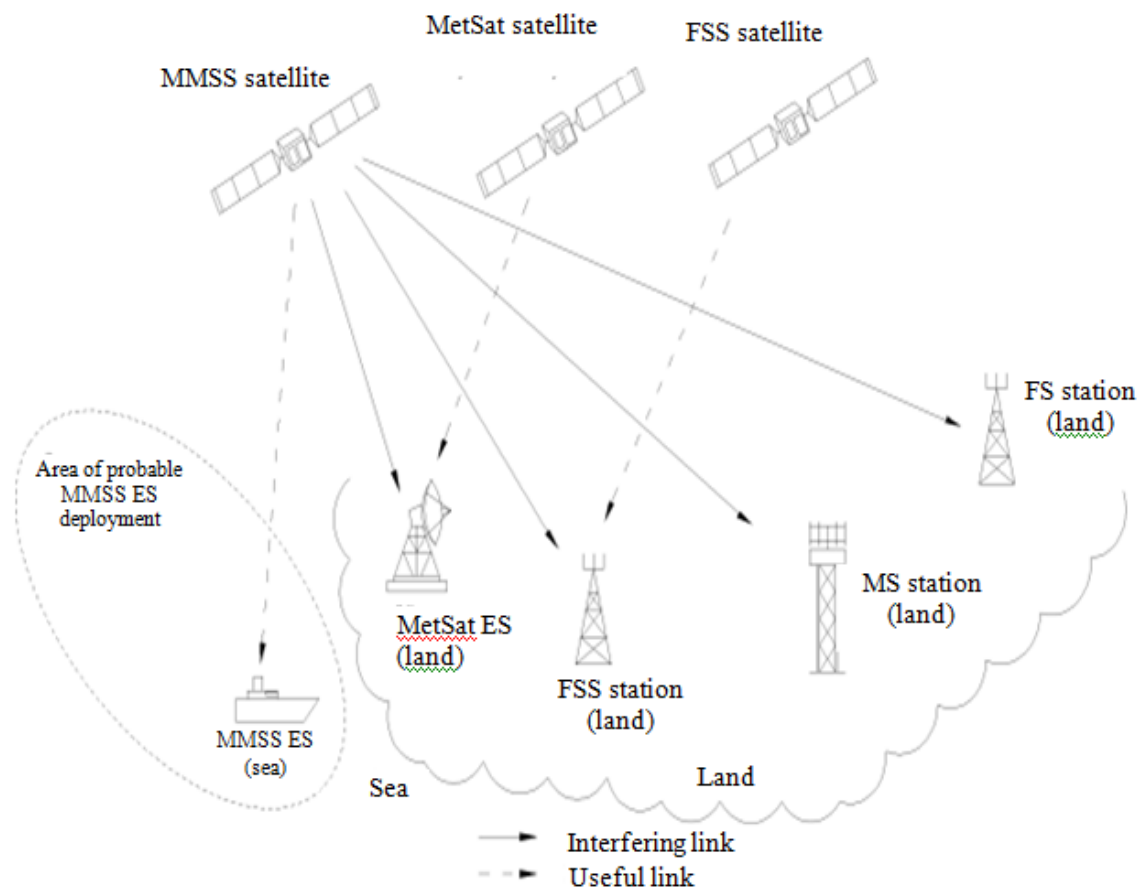 MetSat satellite
FSS satellite
MMSS satellite
FS station
(land)
Area of probable
MMSS ES
deployment
MS station
(land)
MetSat ES
(land)
FSS station
(land)
MMSS ES
(sea)
Sea
Land
Interfering link
Useful link